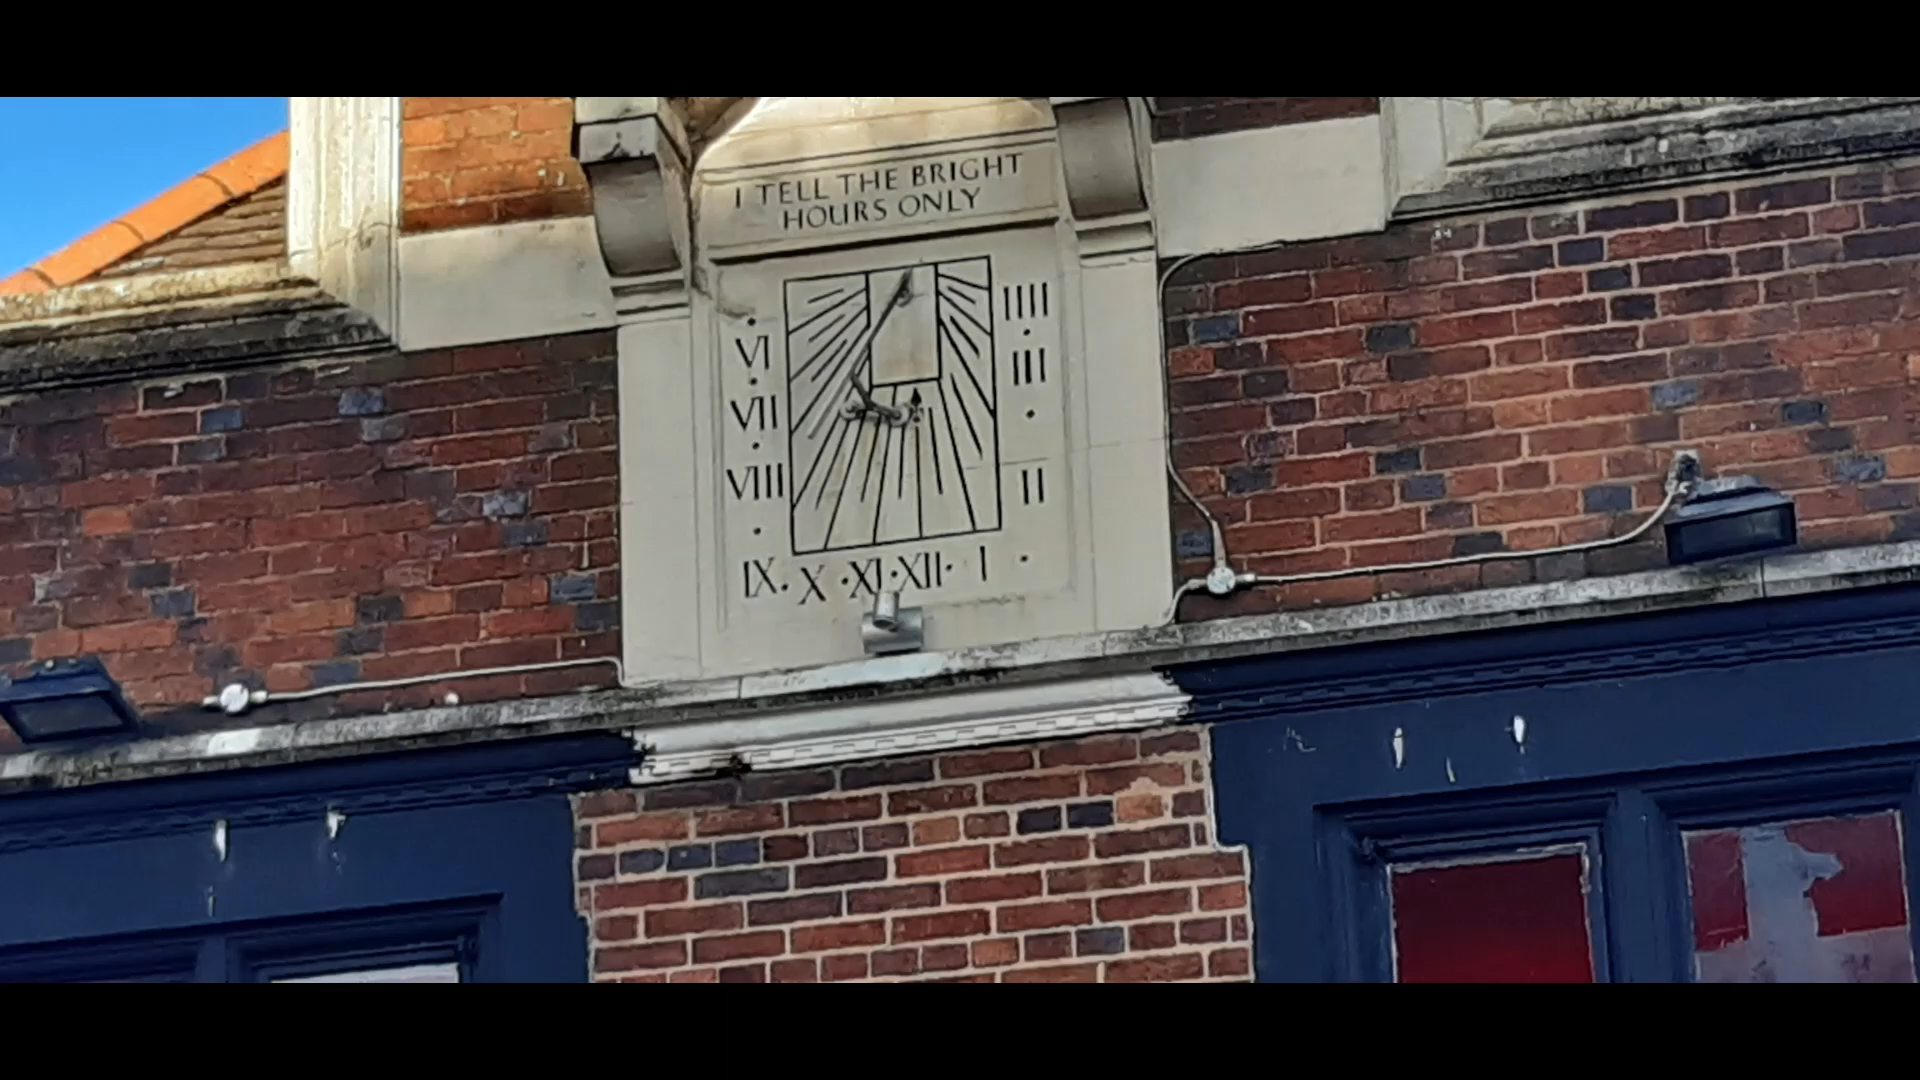 I TELL THE BRIGHT
HOURS ONLY
IIII
VI
III
VII
VIII
II
IX · X · XI · XII · I ·